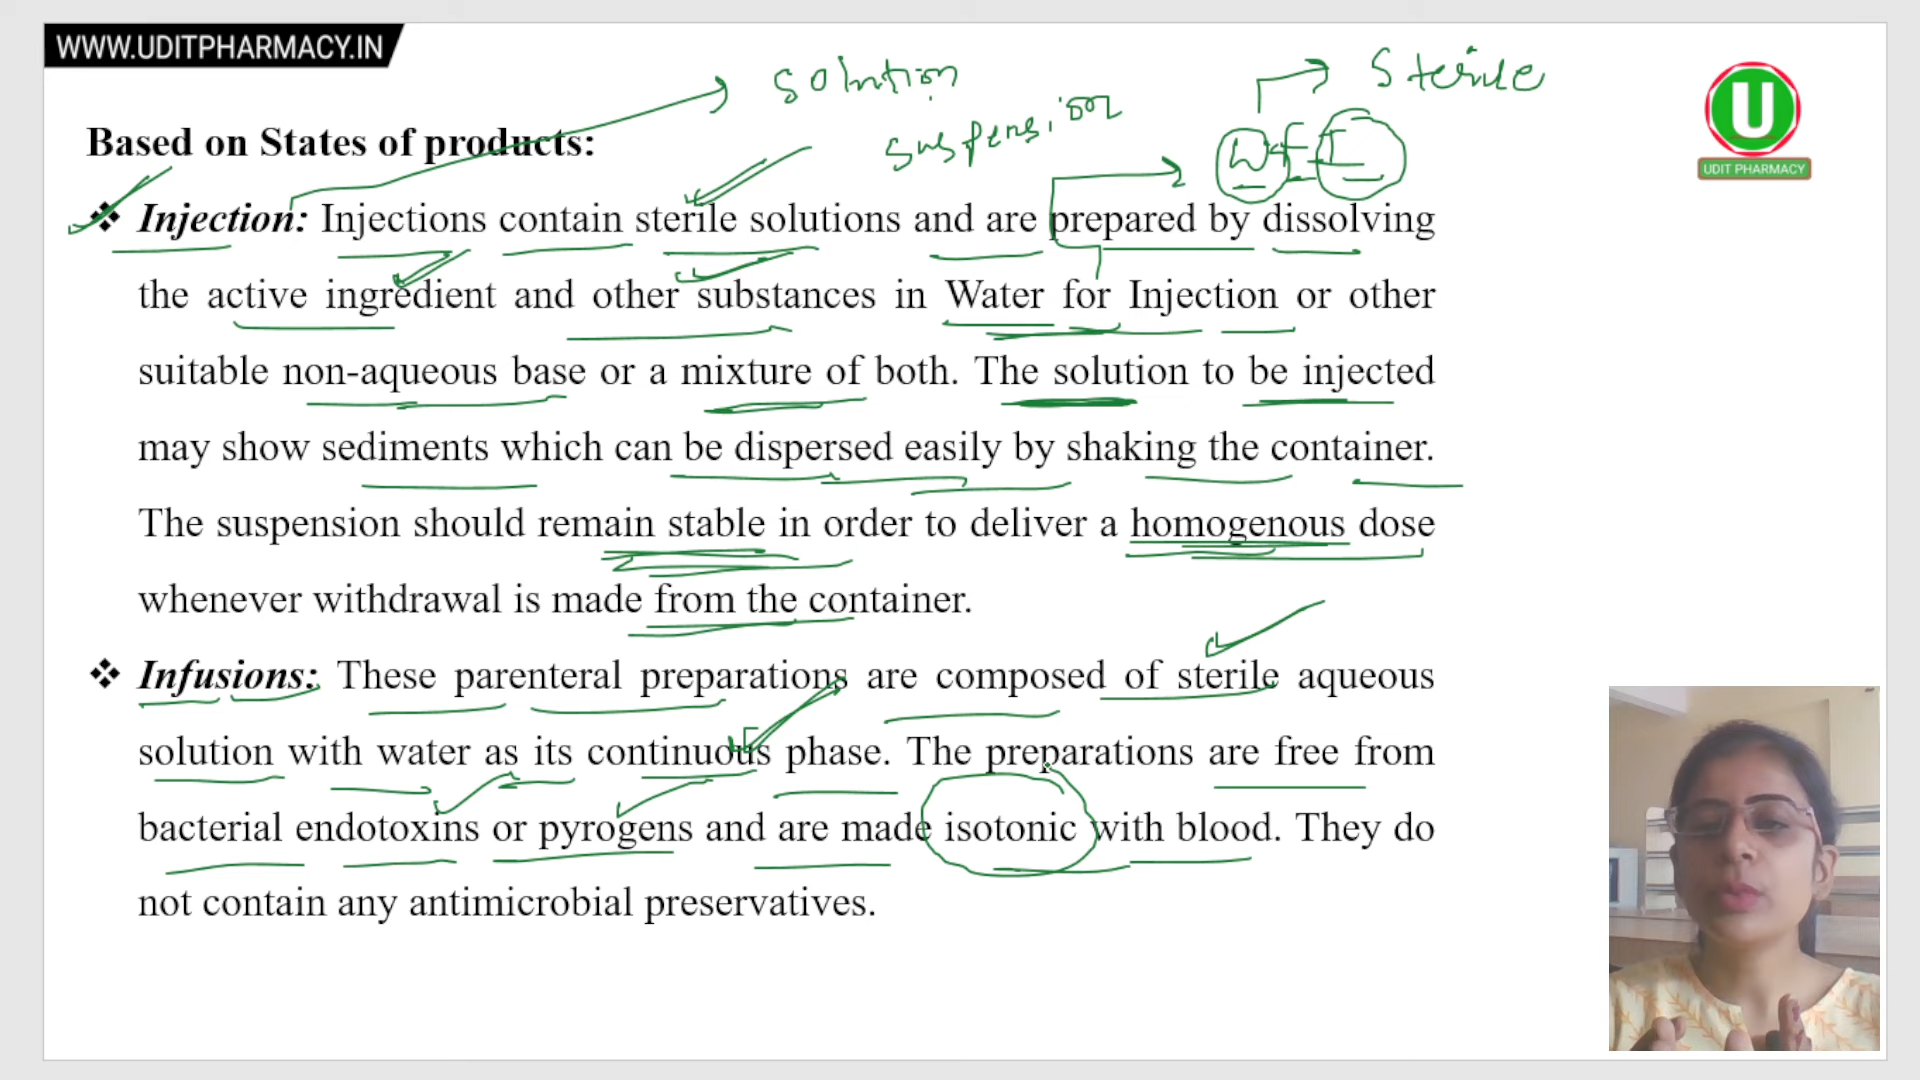 WWW.UDITPHARMACY.IN
solution
suspension
Sterile
WFI
U
UDIT PHARMACY
Based on States of products:
❖ Injection: Injections contain sterile solutions and are prepared by dissolving
the active ingredient and other substances in Water for Injection or other
suitable non-aqueous base or a mixture of both. The solution to be injected
may show sediments which can be dispersed easily by shaking the container.
The suspension should remain stable in order to deliver a homogenous dose
whenever withdrawal is made from the container.
❖ Infusions: These parenteral preparations are composed of sterile aqueous
solution with water as its continuous phase. The preparations are free from
bacterial endotoxins or pyrogens and are made isotonic with blood. They do
not contain any antimicrobial preservatives.